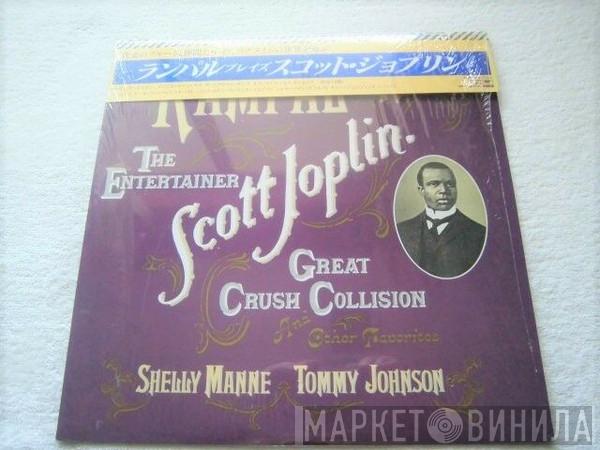 ランパル プレイズ スコット・ジョプリン
RAMPAL
THE
ENTERTAINER
Scott Joplin.
GREAT
CRUSH COLLISION
And
Other Favorites
SHELLY MANNE TOMMY JOHNSON
МАРКЕТ ВИНИЛА